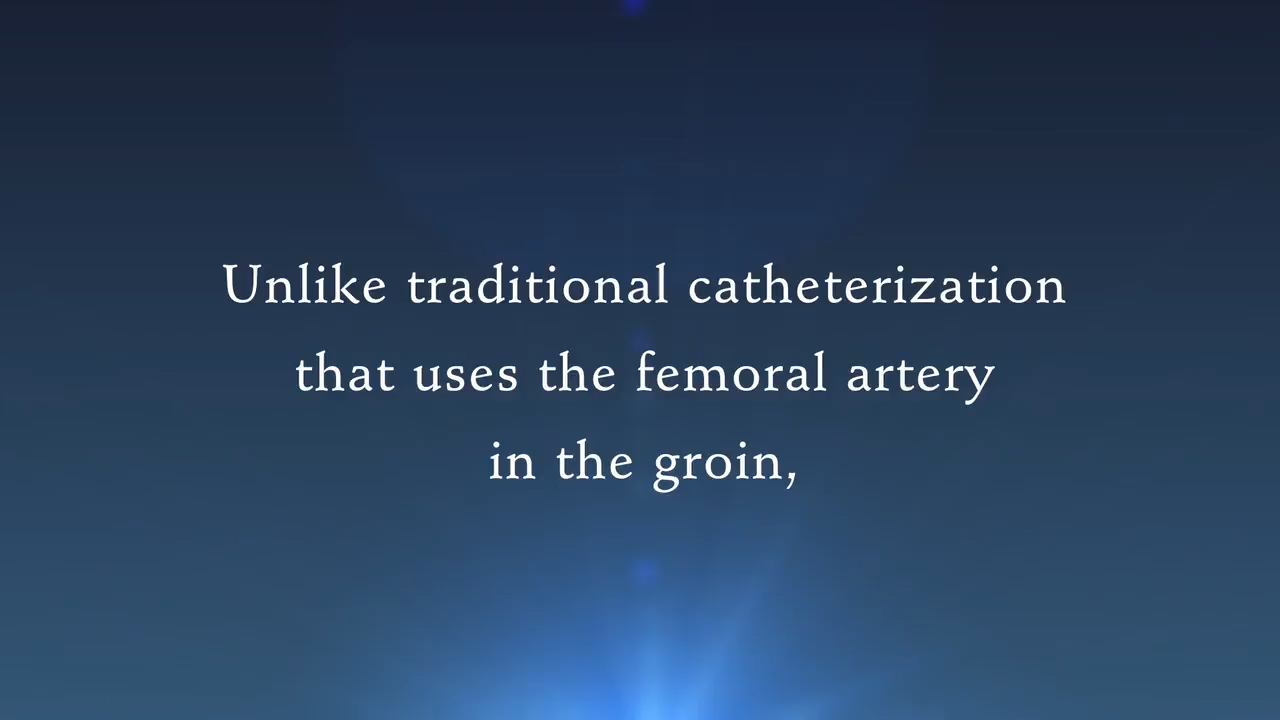 Unlike traditional catheterization
that uses the femoral artery
in the groin,